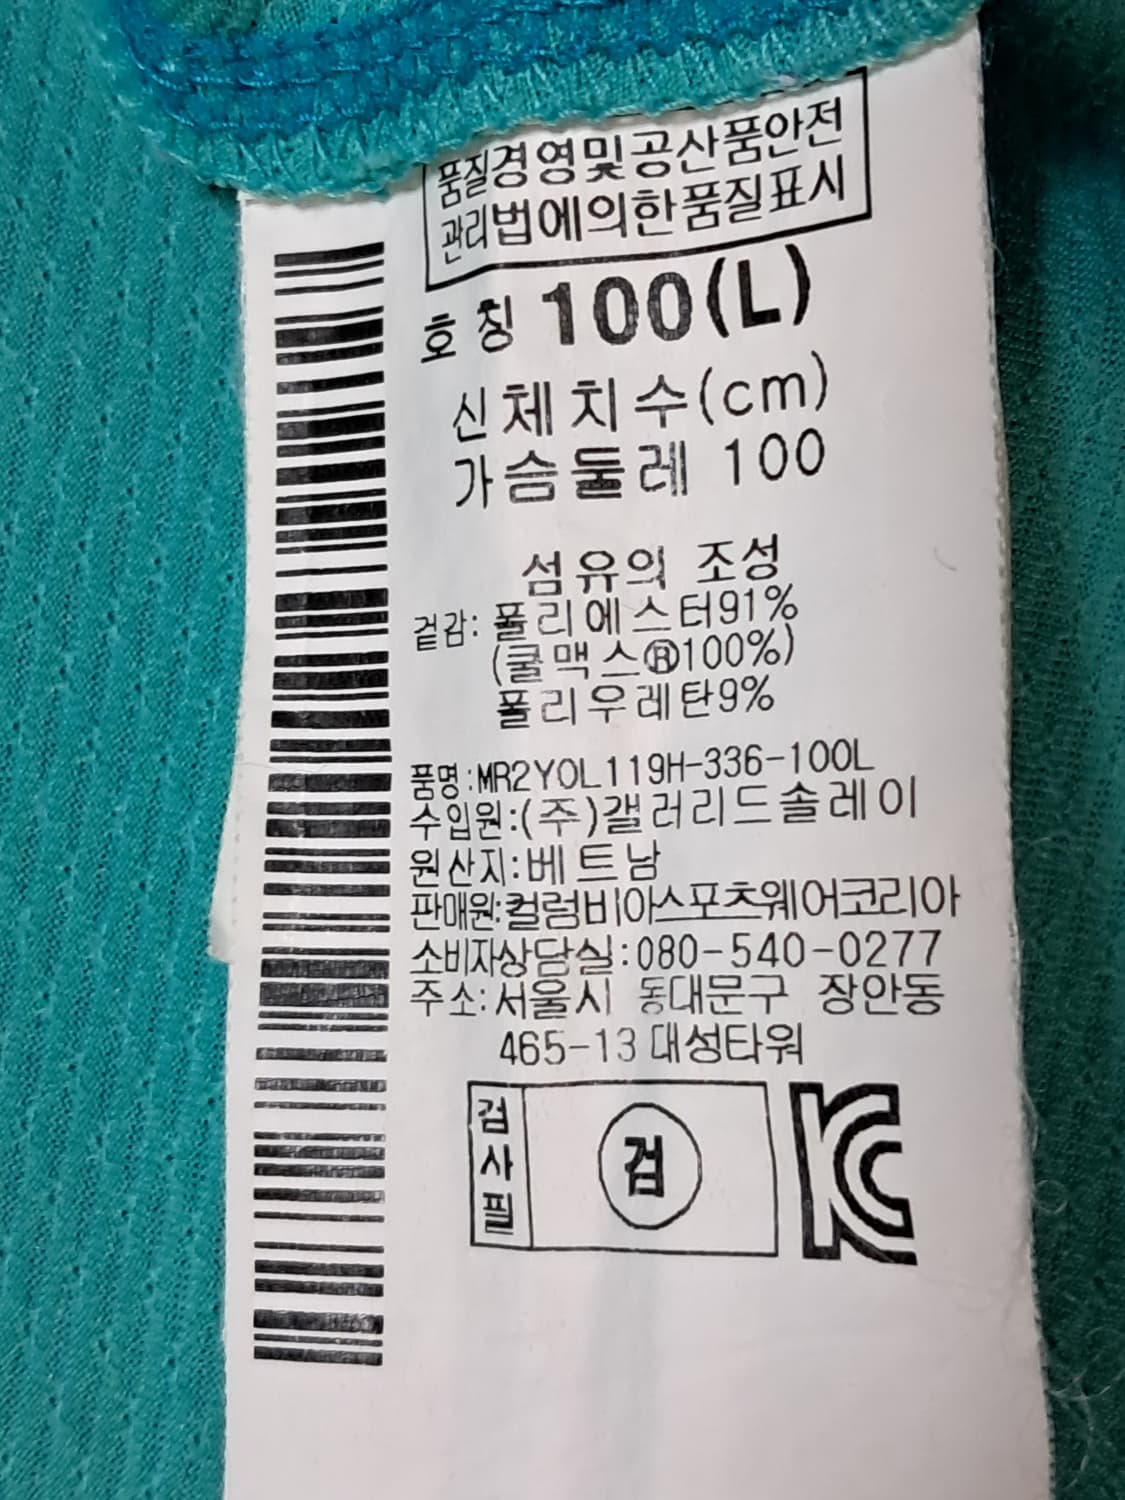 품질경영및공산품안전
관리법에의한품질표시
호칭 100(L)
신체치수(cm)
가슴둘레 100
섬유의 조성
겉감: 폴리에스터91%
(쿨맥스®100%)
폴리우레탄9%
품명:MR2YOL119H-336-100L
수입원:(주)갤러리드솔레이
원산지:베트남
판매원:컬럼비아스포츠웨어코리아
소비자상담실:080-540-0277
주소:서울시 동대문구 장안동
465-13 대성타워
검사필
검
KC